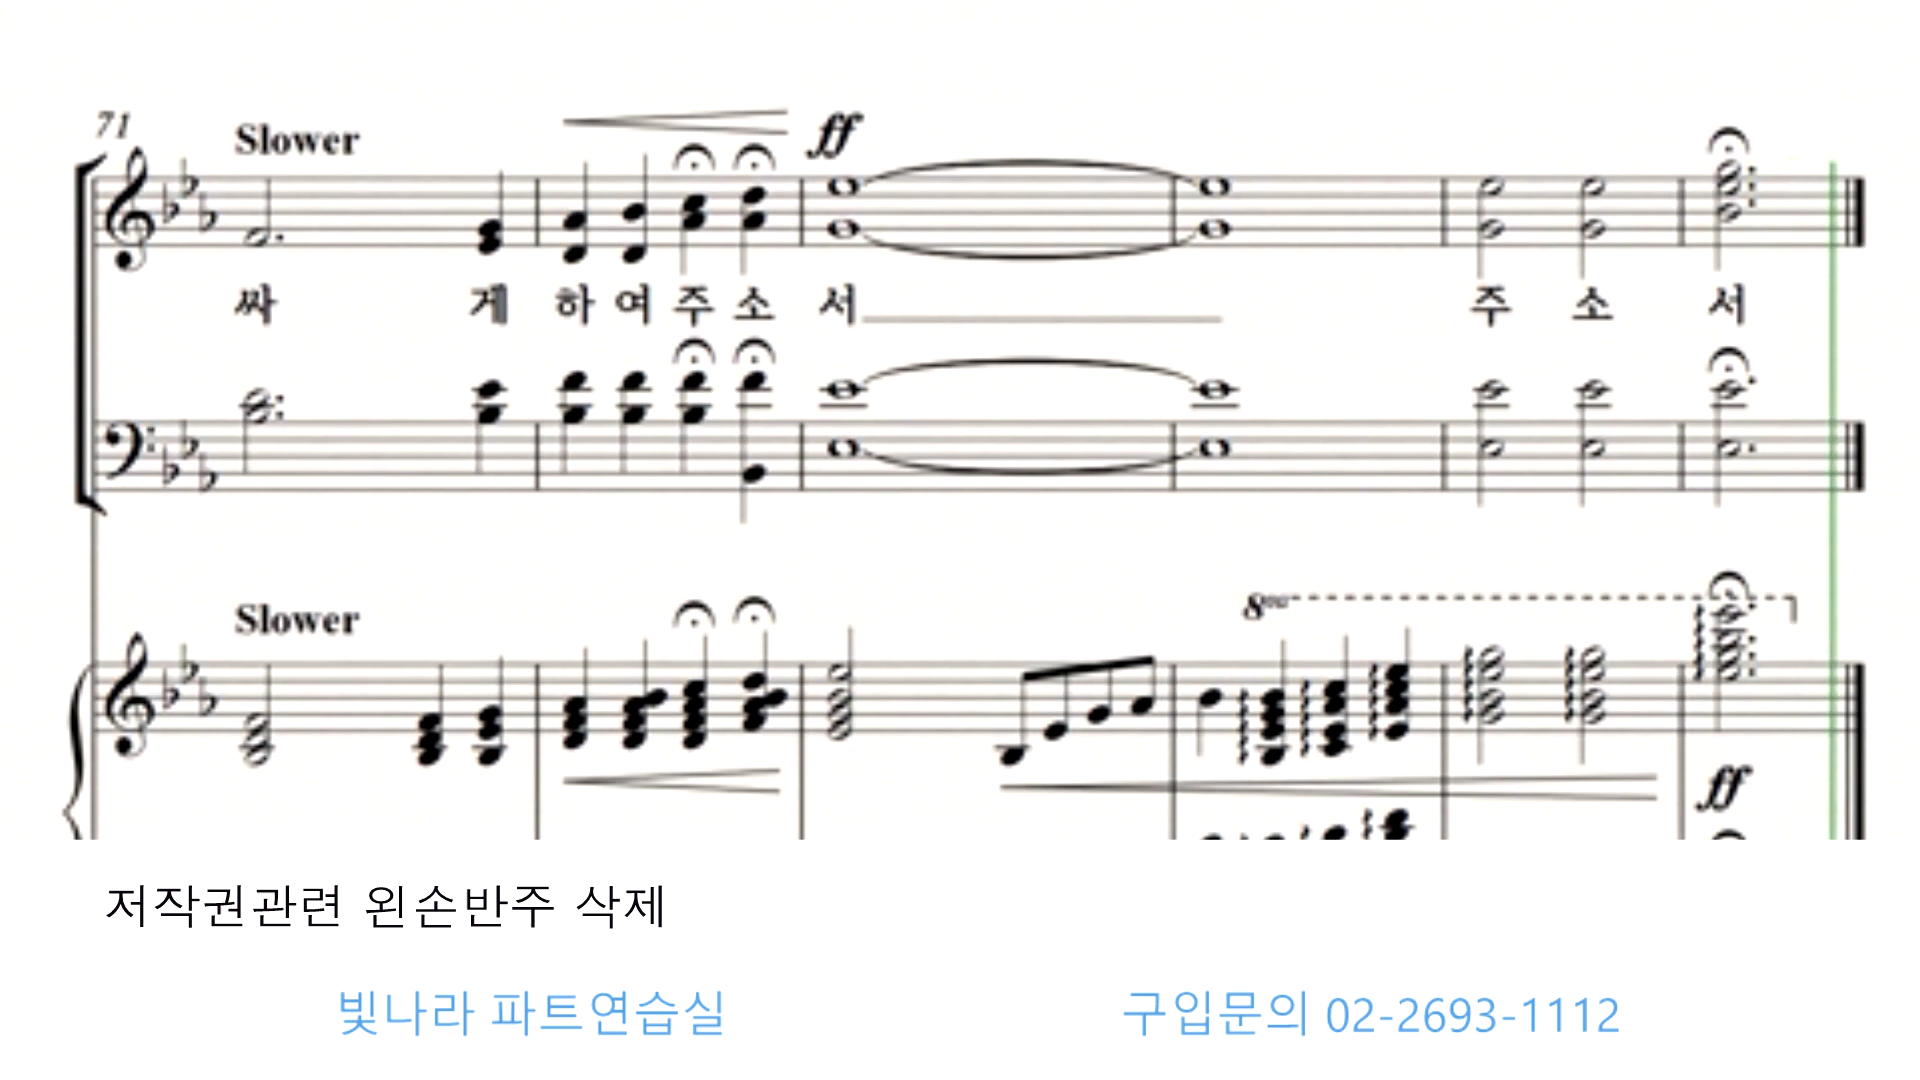 71
Slower
ff
싸 게 하 여 주 소 서 주 소 서
Slower
8va
ff
저작권관련 왼손반주 삭제
빛나라 파트연습실 구입문의 02-2693-1112